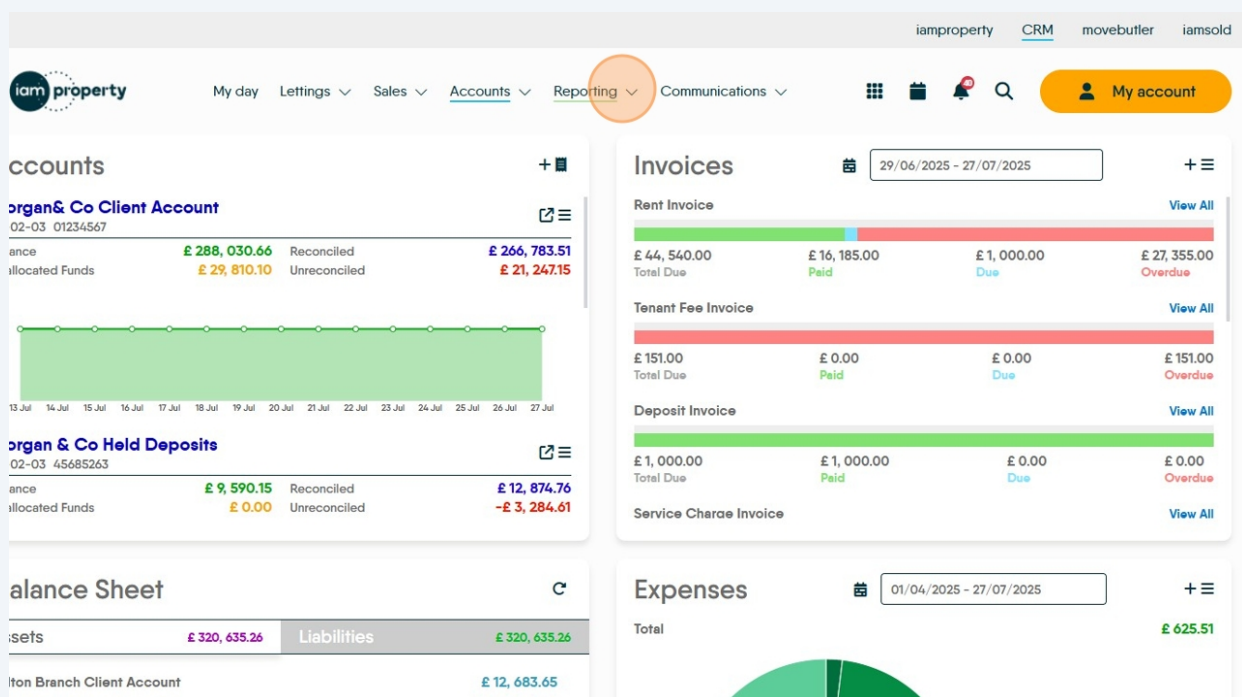 iamproperty CRM movebutler iamsold
iam property My day Lettings Sales Accounts Reporting Communications My account
ccounts
organ& Co Client Account
02-03 01234567
ance £ 288, 030.66 Reconciled £ 266, 783.51
allocated Funds £ 29, 810.10 Unreconciled £ 21, 247.15
13 Jul 14 Jul 15 Jul 16 Jul 17 Jul 18 Jul 19 Jul 20 Jul 21 Jul 22 Jul 23 Jul 24 Jul 25 Jul 26 Jul 27 Jul
organ & Co Held Deposits
02-03 45685263
ance £ 9, 590.15 Reconciled £ 12, 874.76
allocated Funds £ 0.00 Unreconciled -£ 3, 284.61
Invoices 29/06/2025 - 27/07/2025
Rent Invoice View All
£ 44, 540.00 £ 16, 185.00 £ 1, 000.00 £ 27, 355.00
Total Due Paid Due Overdue
Tenant Fee Invoice View All
£ 151.00 £ 0.00 £ 0.00 £ 151.00
Total Due Paid Due Overdue
Deposit Invoice View All
£ 1, 000.00 £ 1, 000.00 £ 0.00 £ 0.00
Total Due Paid Due Overdue
Service Charge Invoice View All
alance Sheet
ssets £ 320, 635.26 Liabilities £ 320, 635.26
lton Branch Client Account £ 12, 683.65
Expenses 01/04/2025 - 27/07/2025
Total £ 625.51